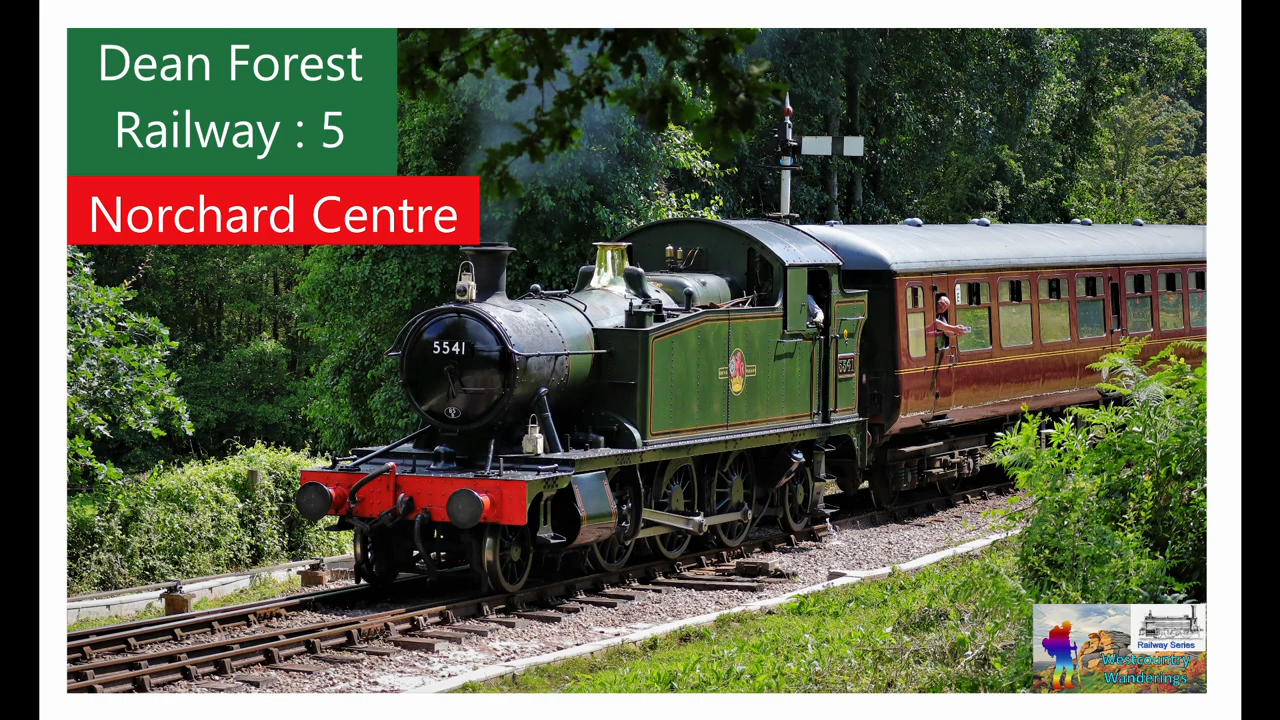 Dean Forest
Railway : 5
Norchard Centre
5541
5541
Railway Series
Westcountry
Wanderings